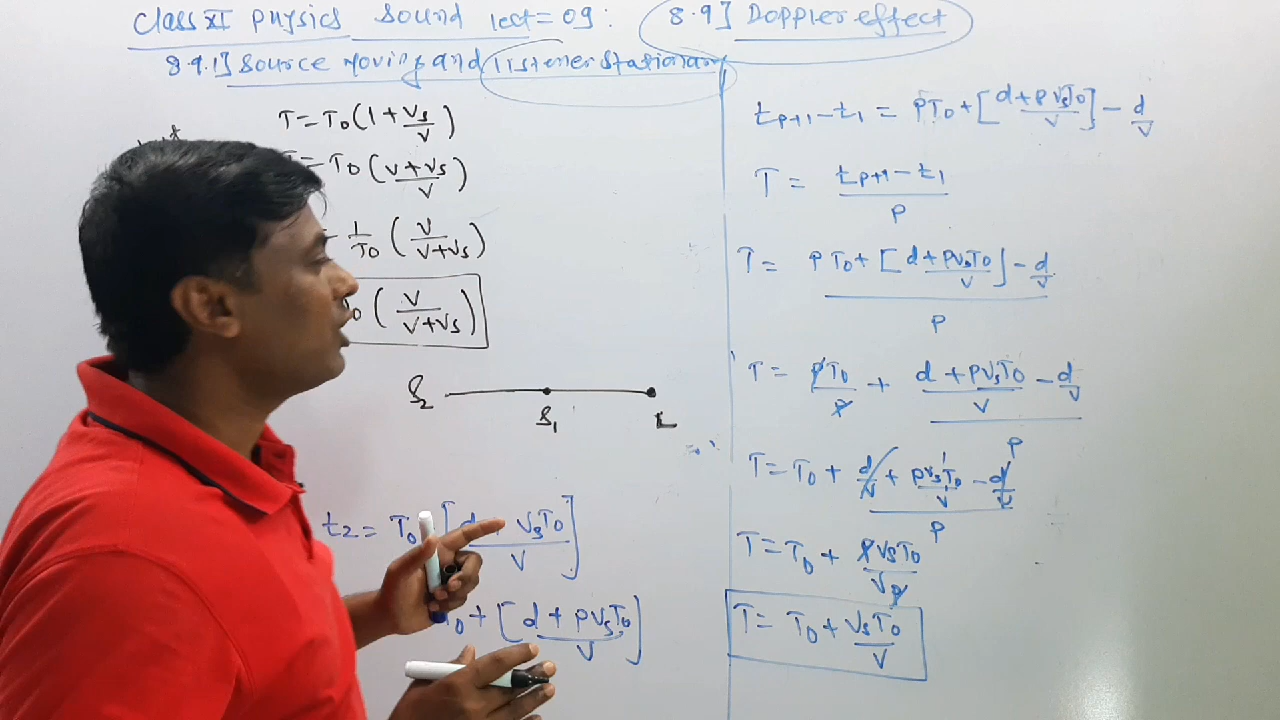 Class XI Physics Sound lect=09: 8.9] Doppler effect
8.9.1] Source Moving and listener stationary
T = T₀(1 + Vs/V)
= T₀(V+Vs/V)
= 1/T₀(V/V+Vs)
₀(V/V+Vs)
S₂ S₁ L
t₂ = T₀ [d + VsT₀/V]
T₀ + [d + PVsT₀/V]
tP+1 − t₁ = PT₀ + [d+PVsT₀/V] − d/V
T = tP+1 − t₁/P
T = PT₀ + [d+PVsT₀/V] − d/V/P
T = PT₀/P + d+PVsT₀/V − d/V/P
T = T₀ + d/V + PVsT₀/V − d/V/P
T = T₀ + PVsT₀/VP
T = T₀ + VsT₀/V